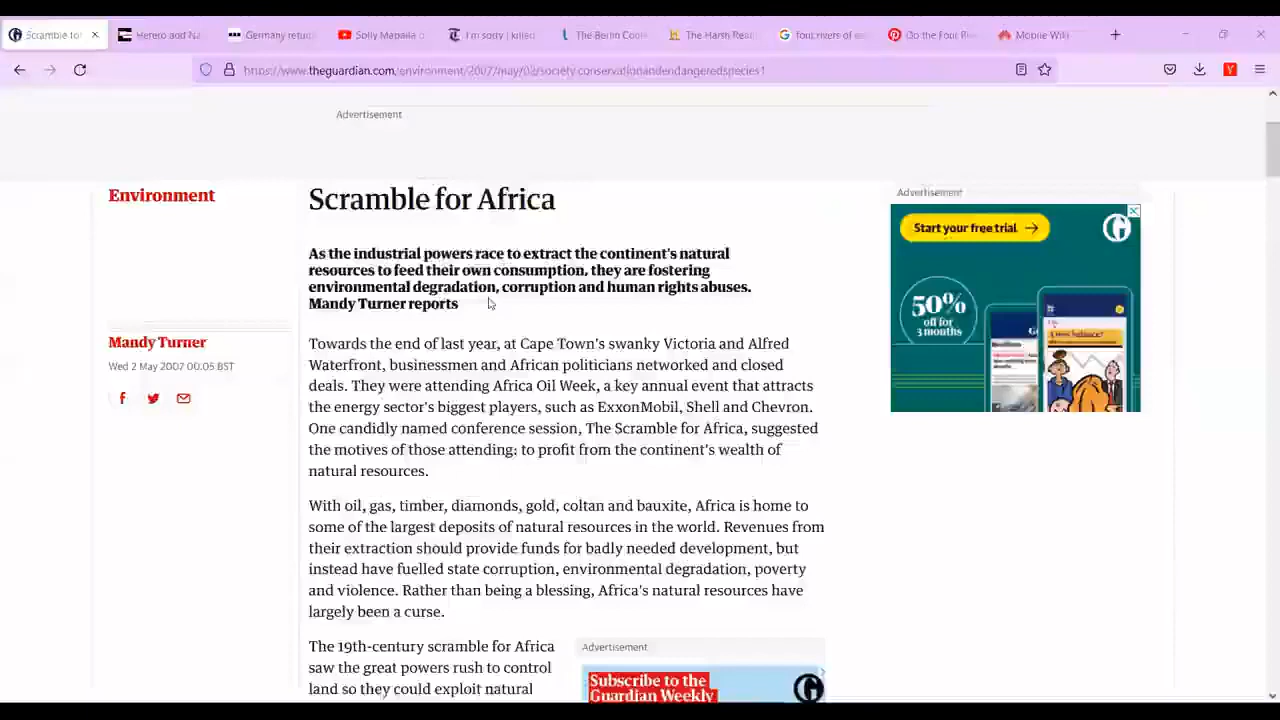 Scramble for
Herero and Na
Germany retur
Solly Mapaila d
I'm sorry I killed
The Berlin Con
The Harsh Real
four rivers of e
Do the Four Riv
Mobile Wiki
https://www.theguardian.com/environment/2007/may/02/society.conservationandendangeredspecies1
Advertisement
Environment
Scramble for Africa
As the industrial powers race to extract the continent's natural
resources to feed their own consumption, they are fostering
environmental degradation, corruption and human rights abuses.
Mandy Turner reports
Mandy Turner
Wed 2 May 2007 00.05 BST
Towards the end of last year, at Cape Town's swanky Victoria and Alfred
Waterfront, businessmen and African politicians networked and closed
deals. They were attending Africa Oil Week, a key annual event that attracts
the energy sector's biggest players, such as ExxonMobil, Shell and Chevron.
One candidly named conference session, The Scramble for Africa, suggested
the motives of those attending: to profit from the continent's wealth of
natural resources.
With oil, gas, timber, diamonds, gold, coltan and bauxite, Africa is home to
some of the largest deposits of natural resources in the world. Revenues from
their extraction should provide funds for badly needed development, but
instead have fuelled state corruption, environmental degradation, poverty
and violence. Rather than being a blessing, Africa's natural resources have
largely been a curse.
The 19th-century scramble for Africa
saw the great powers rush to control
land so they could exploit natural
Advertisement
Subscribe to the
Guardian Weekly
Advertisement
Start your free trial
50%
off for
3 months